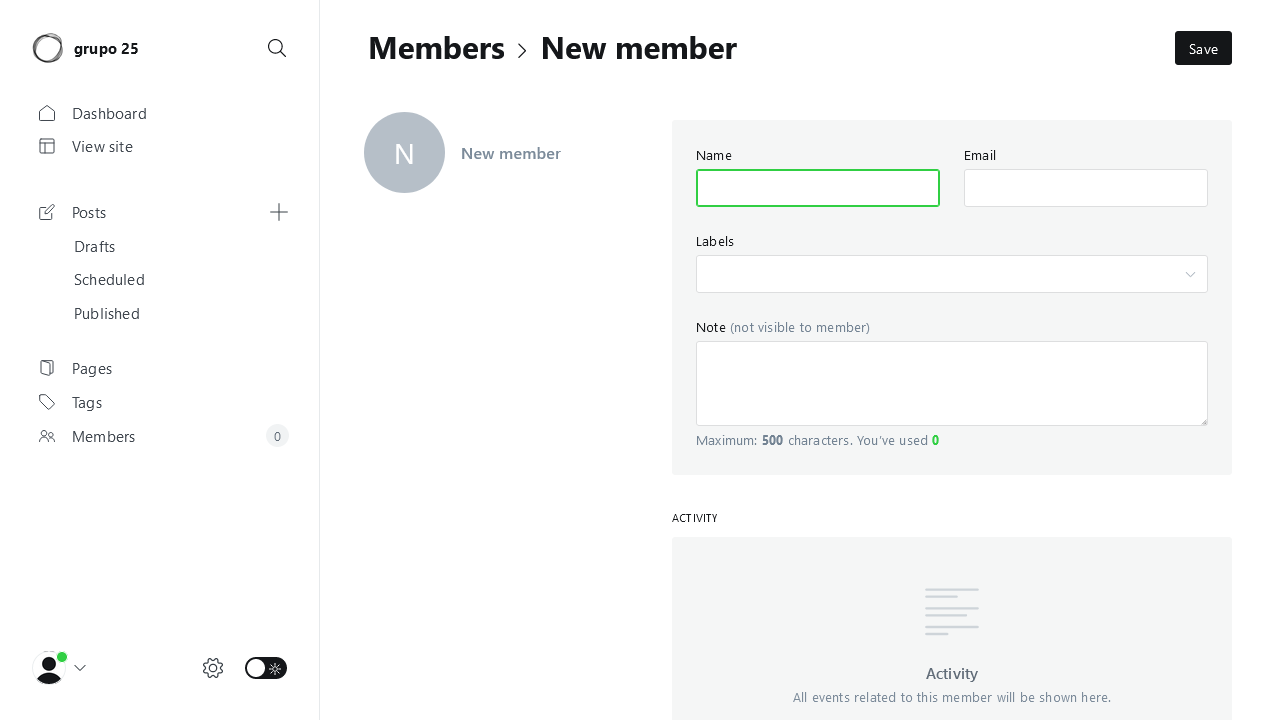 grupo 25
Dashboard
View site
Posts
Drafts
Scheduled
Published
Pages
Tags
Members 0
Members > New member
Save
N
New member
Name
Email
Labels
Note (not visible to member)
Maximum: 500 characters. You've used 0
ACTIVITY
Activity
All events related to this member will be shown here.